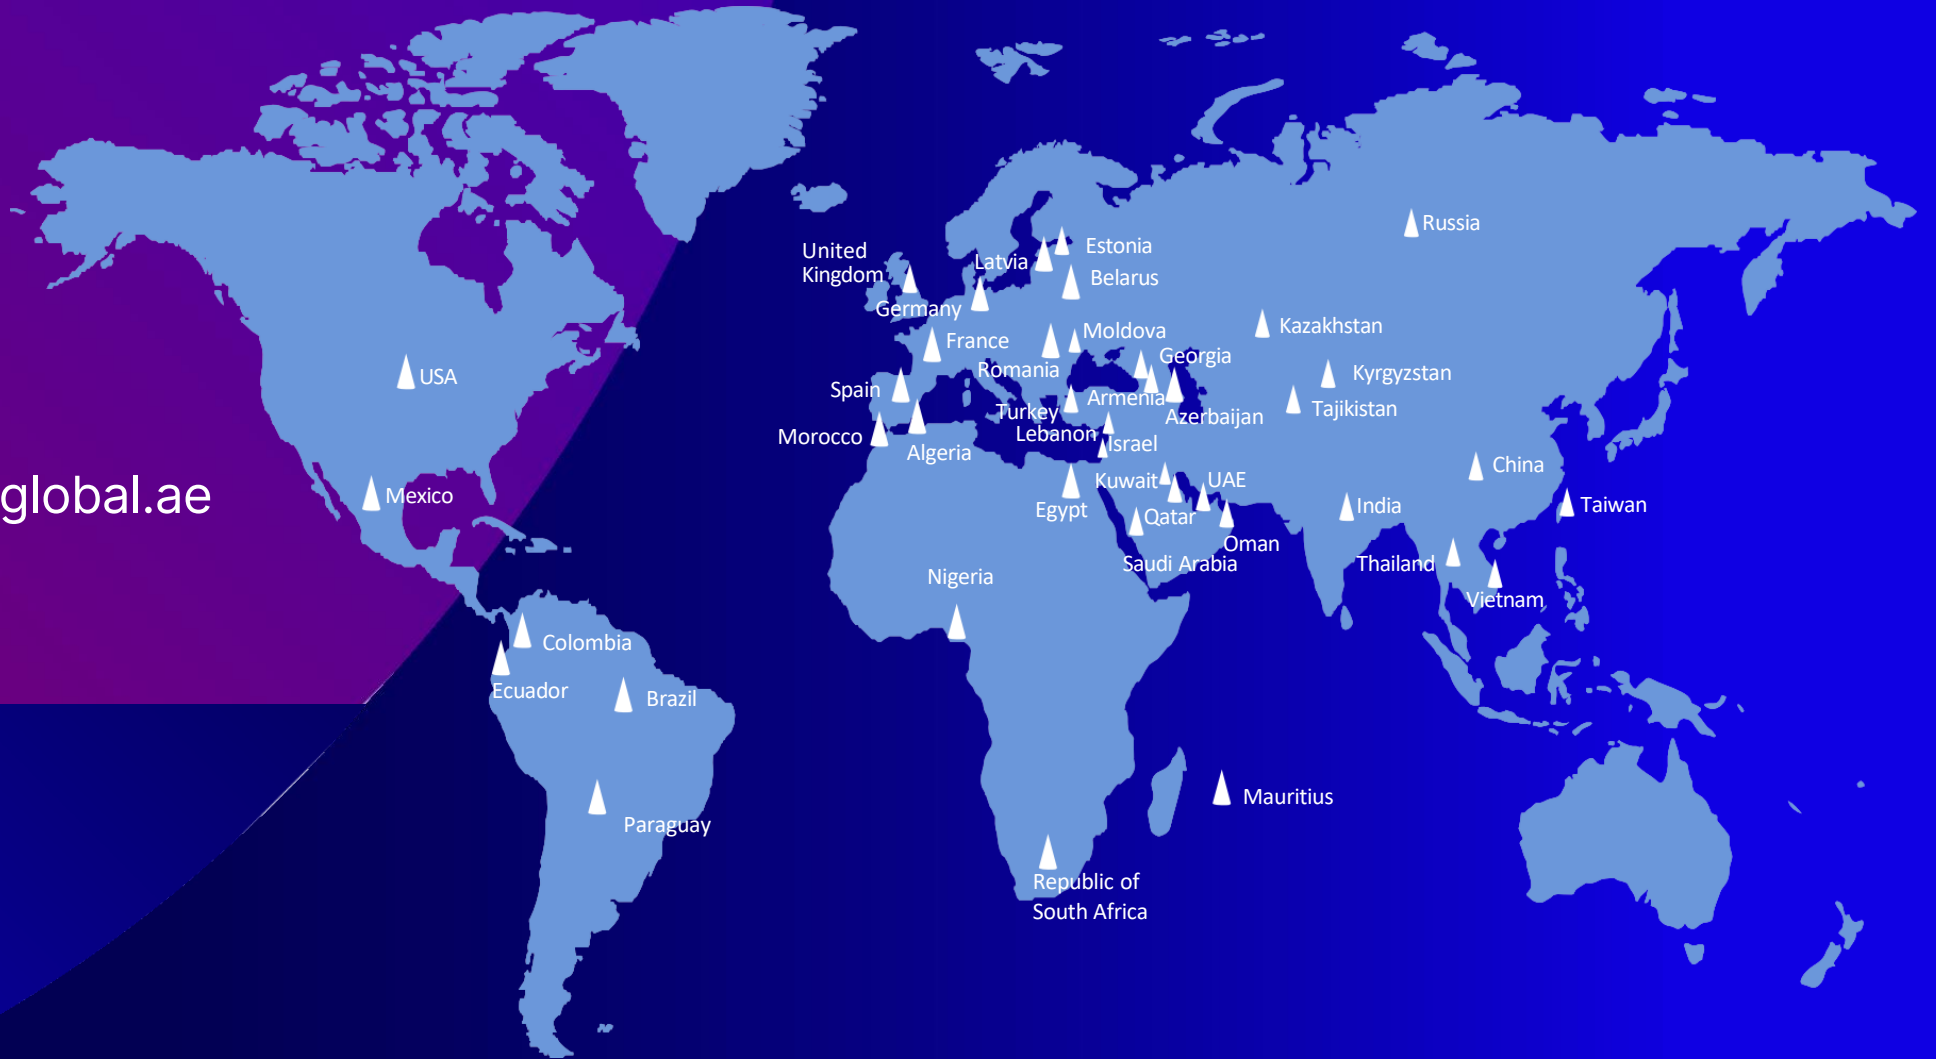 Russia
United
Kingdom
Estonia
Latvia
Belarus
Germany
Kazakhstan
Moldova
France
Georgia
Romania
Kyrgyzstan
USA
Spain
Armenia
Tajikistan
Turkey
Azerbaijan
Lebanon
Morocco
Israel
Algeria
China
global.ae
Mexico
Kuwait
UAE
India
Taiwan
Egypt
Qatar
Oman
Saudi Arabia
Thailand
Nigeria
Vietnam
Colombia
Ecuador
Brazil
Mauritius
Paraguay
Republic of
South Africa